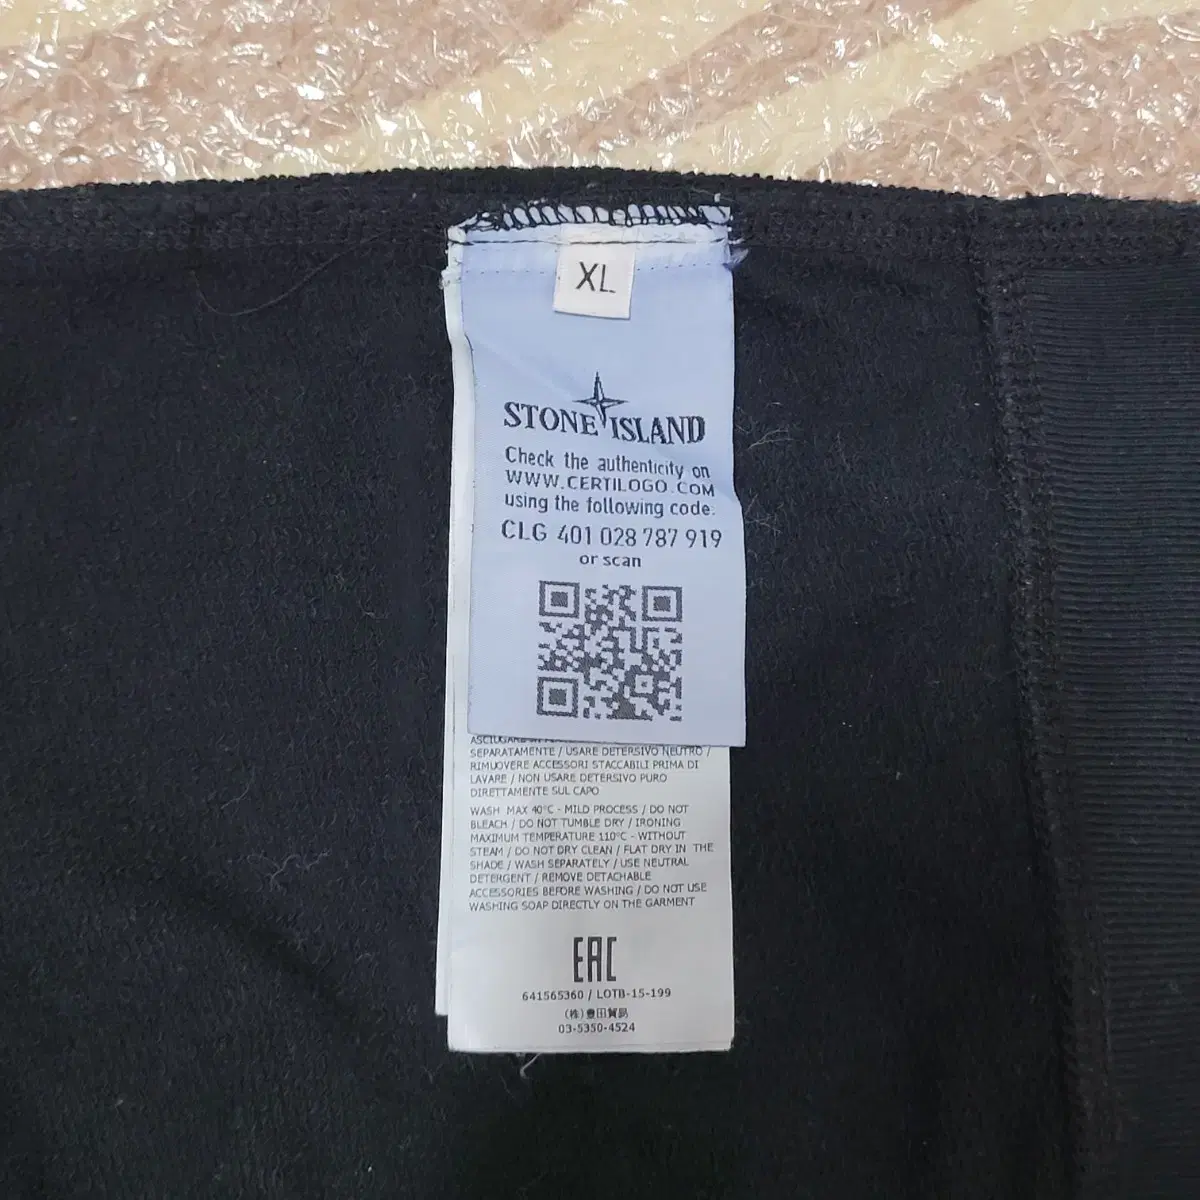 XL
STONE ISLAND
Check the authenticity on
WWW.CERTILOGO.COM
using the following code:
CLG 401 028 787 919
or scan
SEPARATAMENTE / USARE DETERSIVO NEUTRO /
RIMUOVERE ACCESSORI STACCABILI PRIMA DI
LAVARE / NON USARE DETERSIVO PURO
DIRETTAMENTE SUL CAPO
WASH MAX 40°C - MILD PROCESS / DO NOT
BLEACH / DO NOT TUMBLE DRY / IRONING
MAXIMUM TEMPERATURE 110°C - WITHOUT
STEAM / DO NOT DRY CLEAN / FLAT DRY IN THE
SHADE / WASH SEPARATELY / USE NEUTRAL
DETERGENT / REMOVE DETACHABLE
ACCESSORIES BEFORE WASHING / DO NOT USE
WASHING SOAP DIRECTLY ON THE GARMENT
EAC
641565360 / LOTB-15-199
(株)豊田貿易
03-5350-4524